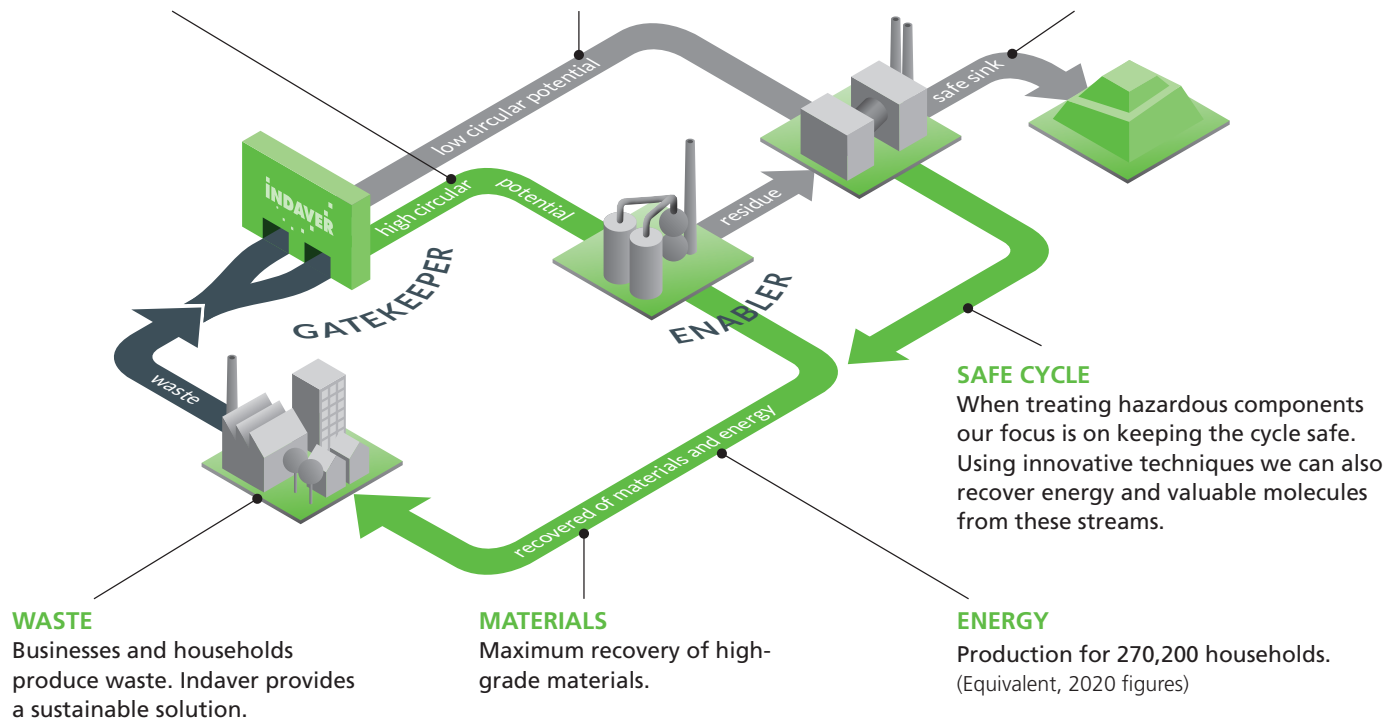 low circular potential
safe sink
INDAVER
high circular potential
residue
GATEKEEPER
ENABLER
waste
recovered of materials and energy
SAFE CYCLE
When treating hazardous components
our focus is on keeping the cycle safe.
Using innovative techniques we can also
recover energy and valuable molecules
from these streams.
WASTE
Businesses and households
produce waste. Indaver provides
a sustainable solution.
MATERIALS
Maximum recovery of high-
grade materials.
ENERGY
Production for 270,200 households.
(Equivalent, 2020 figures)